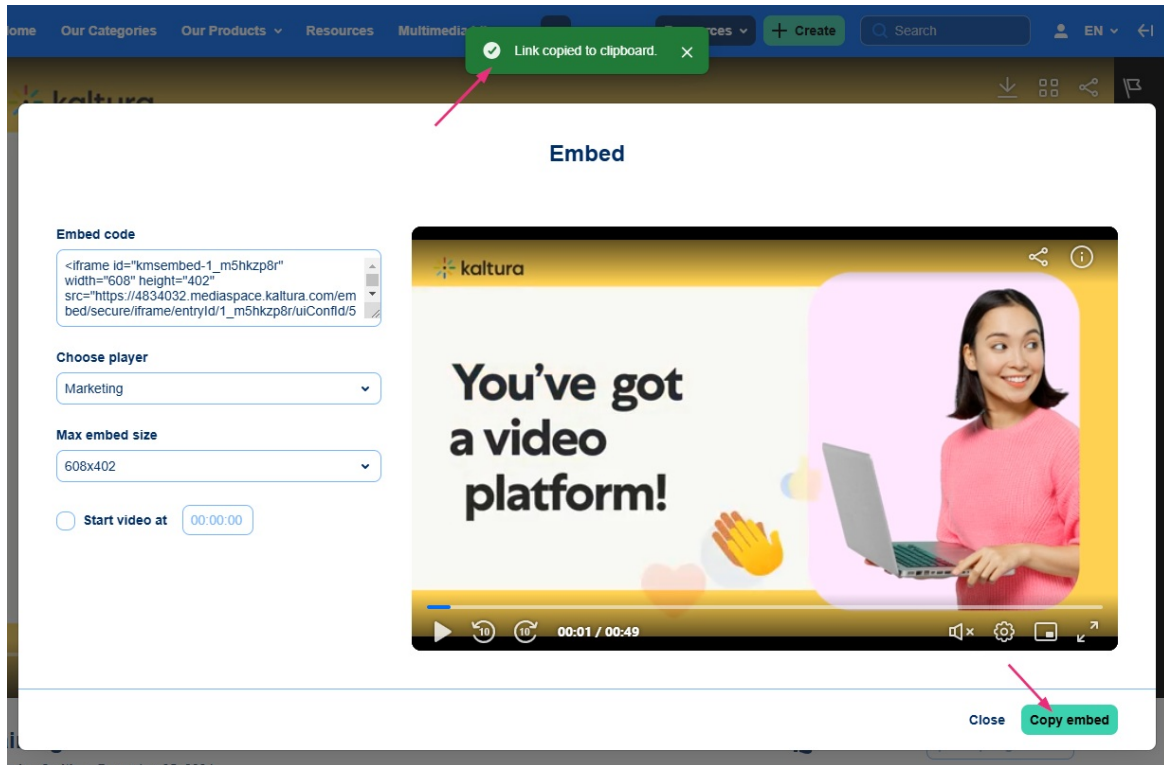 Our Categories Our Products Resources Multimedia + Create Search EN
Link copied to clipboard.
Embed
Embed code
<iframe id="kmsembed-1_m5hkzp8r"
width="608" height="402"
src="https://4834032.mediaspace.kaltura.com/em
bed/secure/iframe/entryId/1_m5hkzp8r/uiConfId/5
Choose player
Marketing
Max embed size
608x402
Start video at 00:00:00
kaltura
You've got
a video
platform!
10 10 00:01 / 00:49
Close Copy embed